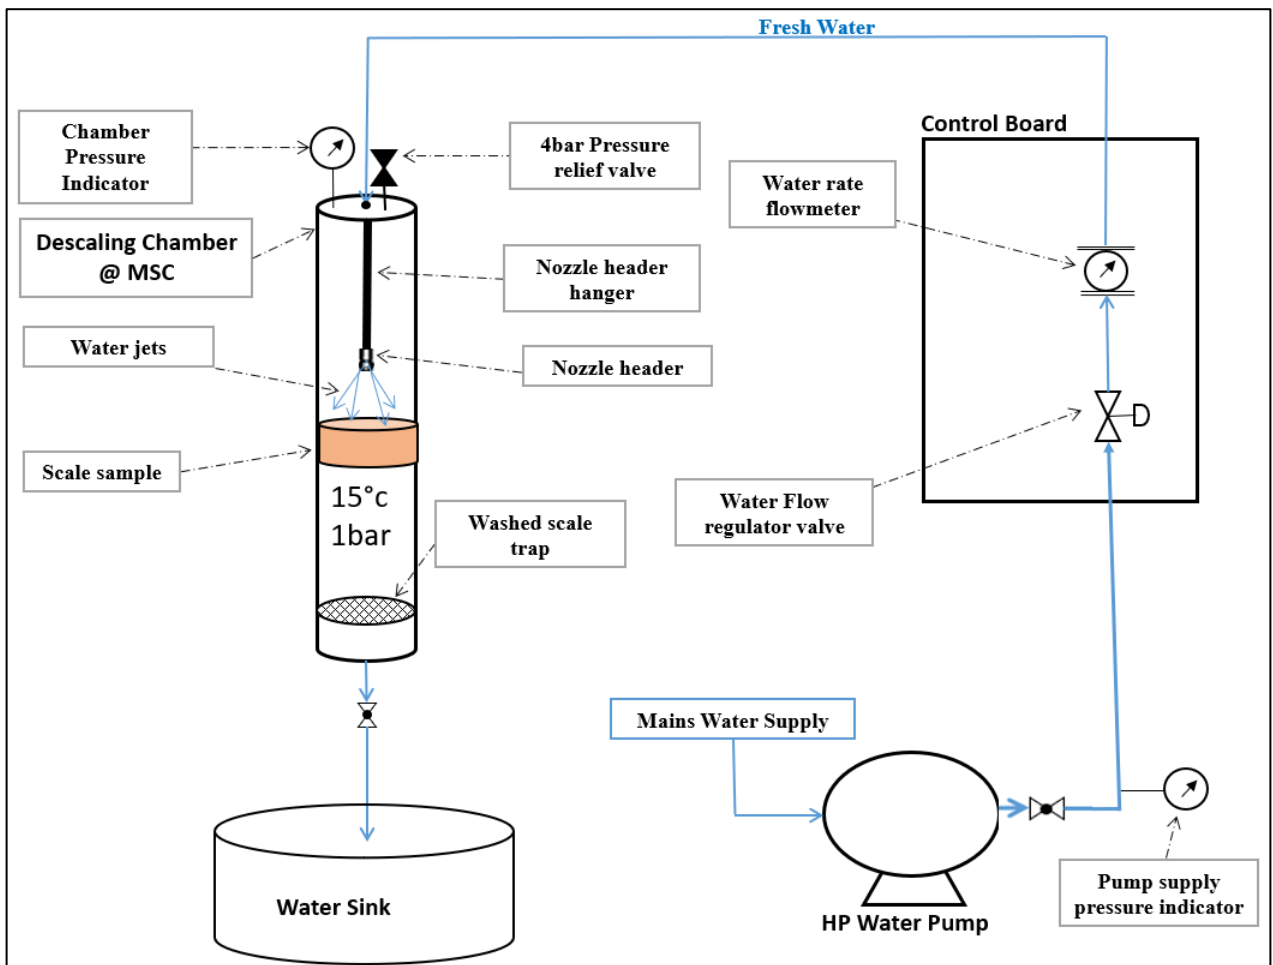 Fresh Water
Chamber
Pressure
Indicator
4bar Pressure
relief valve
Control Board
Water rate
flowmeter
Descaling Chamber
@ MSC
Nozzle header
hanger
Water jets
Nozzle header
Scale sample
15°c
1bar
Washed scale
trap
Water Flow
regulator valve
Mains Water Supply
Water Sink
HP Water Pump
Pump supply
pressure indicator